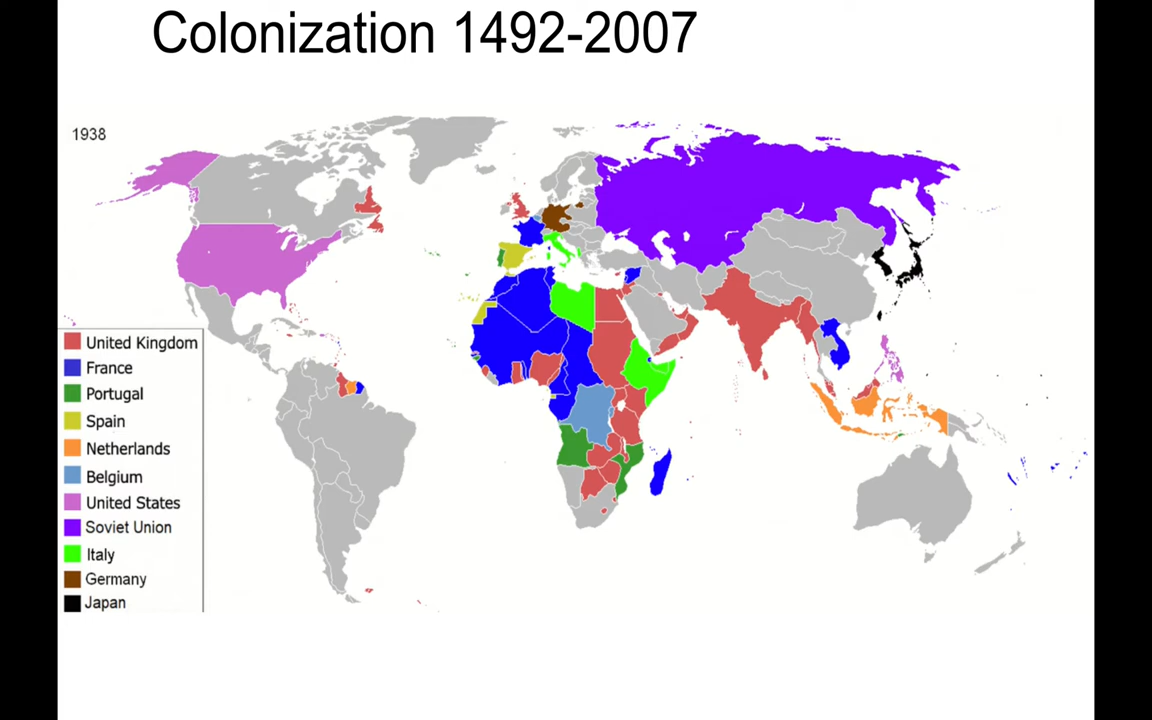 Colonization 1492-2007
1938
United Kingdom
France
Portugal
Spain
Netherlands
Belgium
United States
Soviet Union
Italy
Germany
Japan